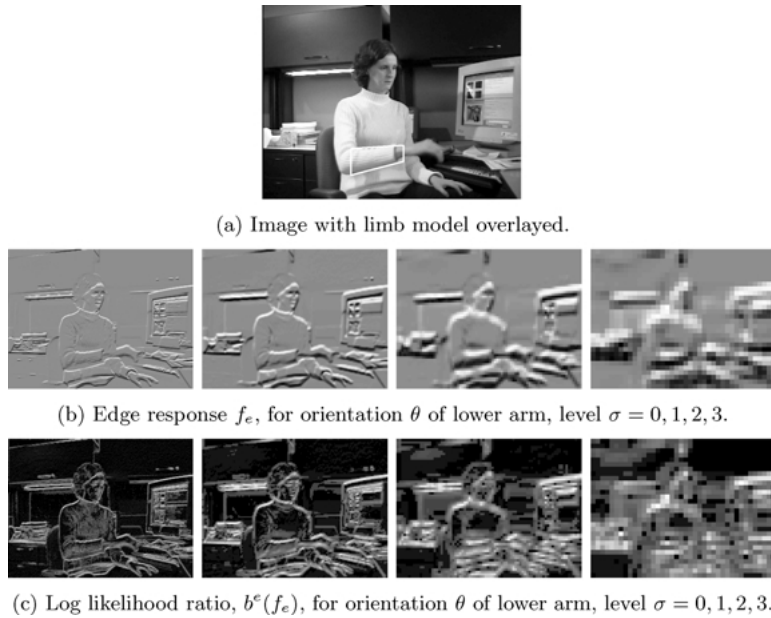 (a) Image with limb model overlayed.
(b) Edge response f_e, for orientation θ of lower arm, level σ = 0, 1, 2, 3.
(c) Log likelihood ratio, b^e(f_e), for orientation θ of lower arm, level σ = 0, 1, 2, 3.